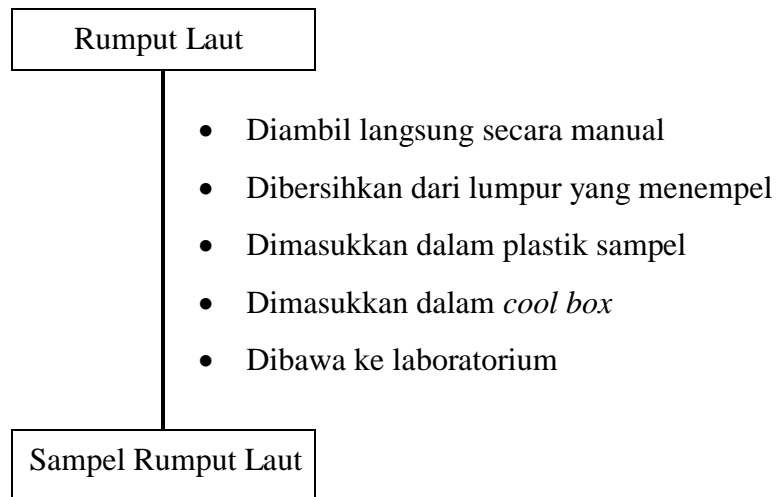 Rumput Laut
• Diambil langsung secara manual
• Dibersihkan dari lumpur yang menempel
• Dimasukkan dalam plastik sampel
• Dimasukkan dalam cool box
• Dibawa ke laboratorium
Sampel Rumput Laut